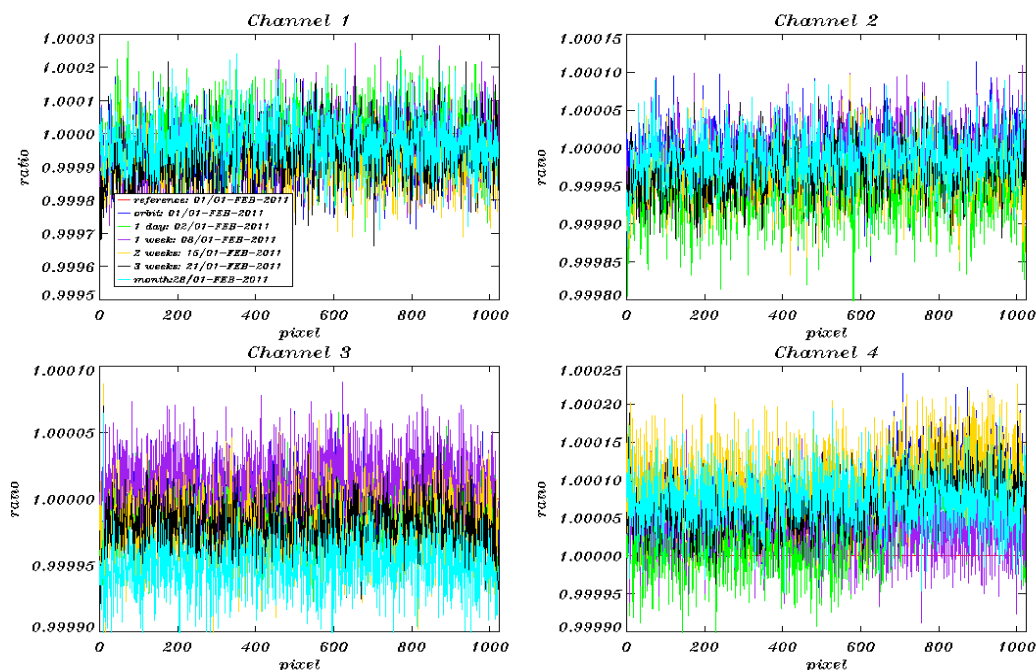 Channel 1
Channel 2
1.0003
1.0002
1.0001
1.0000
0.9999
0.9998
0.9997
0.9996
0.9995
ratio
reference: 01/01-FEB-2011
orbit: 01/01-FEB-2011
1 day: 02/01-FEB-2011
1 week: 08/01-FEB-2011
2 weeks: 15/01-FEB-2011
3 weeks: 21/01-FEB-2011
month:28/01-FEB-2011
0 200 400 600 800 1000
pixel
1.00015
1.00010
1.00005
1.00000
0.99995
0.99990
0.99985
0.99980
ratio
0 200 400 600 800 1000
pixel
Channel 3
Channel 4
1.00010
1.00005
1.00000
0.99995
0.99990
ratio
0 200 400 600 800 1000
pixel
1.00025
1.00020
1.00015
1.00010
1.00005
1.00000
0.99995
0.99990
ratio
0 200 400 600 800 1000
pixel